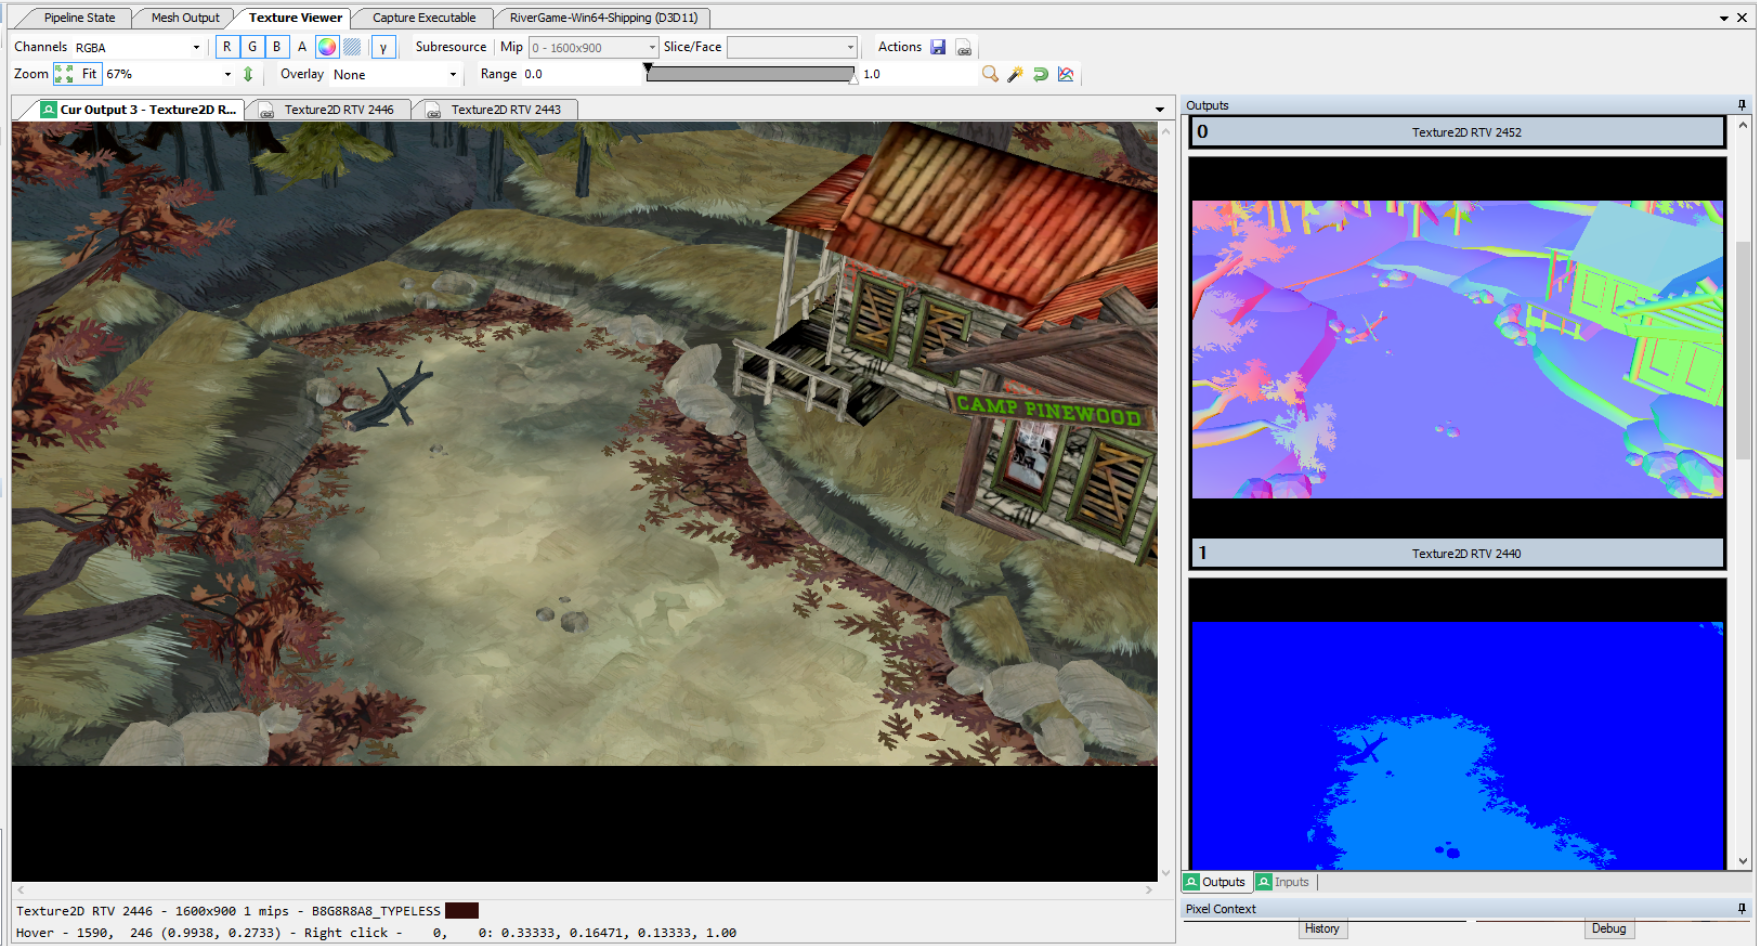 Pipeline State Mesh Output Texture Viewer Capture Executable RiverGame-Win64-Shipping (D3D11)
Channels RGBA R G B A γ Subresource Mip 0 - 1600x900 Slice/Face Actions
Zoom Fit 67% Overlay None Range 0.0 1.0
Cur Output 3 - Texture2D R... Texture2D RTV 2446 Texture2D RTV 2443
Outputs
0 Texture2D RTV 2452
CAMP PINEWOOD
1 Texture2D RTV 2440
Outputs Inputs
Pixel Context
Texture2D RTV 2446 - 1600x900 1 mips - B8G8R8A8_TYPELESS
Hover - 1590, 246 (0.9938, 0.2733) - Right click - 0, 0: 0.33333, 0.16471, 0.13333, 1.00
History Debug